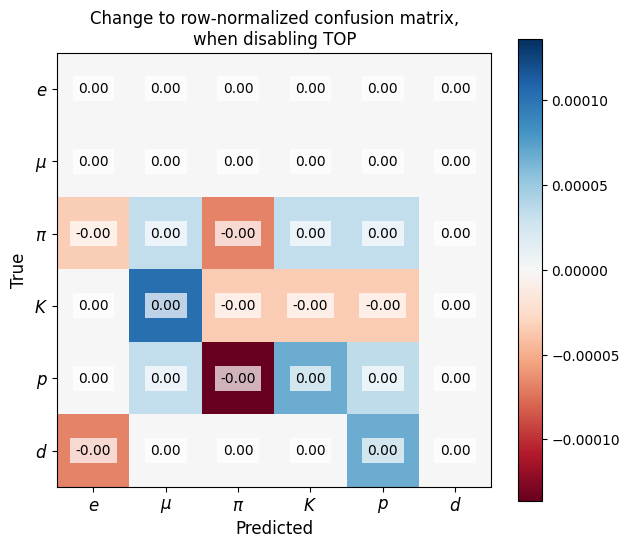 Change to row-normalized confusion matrix,
when disabling TOP
e 0.00 0.00 0.00 0.00 0.00 0.00
μ 0.00 0.00 0.00 0.00 0.00 0.00
π -0.00 0.00 -0.00 0.00 0.00 0.00
K 0.00 0.00 -0.00 -0.00 -0.00 0.00
p 0.00 0.00 -0.00 0.00 0.00 0.00
d -0.00 0.00 0.00 0.00 0.00 0.00
e μ π K p d
Predicted
True
0.00010
0.00005
0.00000
−0.00005
−0.00010